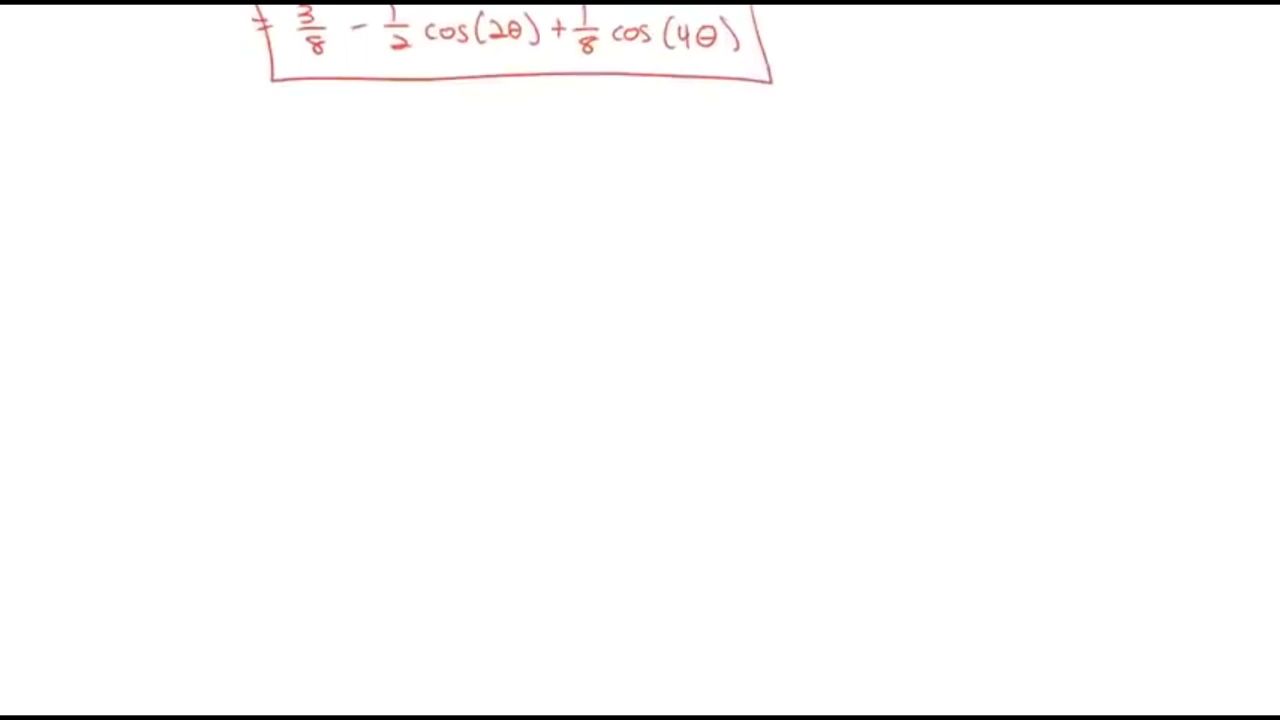 = 3/8 - 1/2 cos(2θ) + 1/8 cos(4θ)